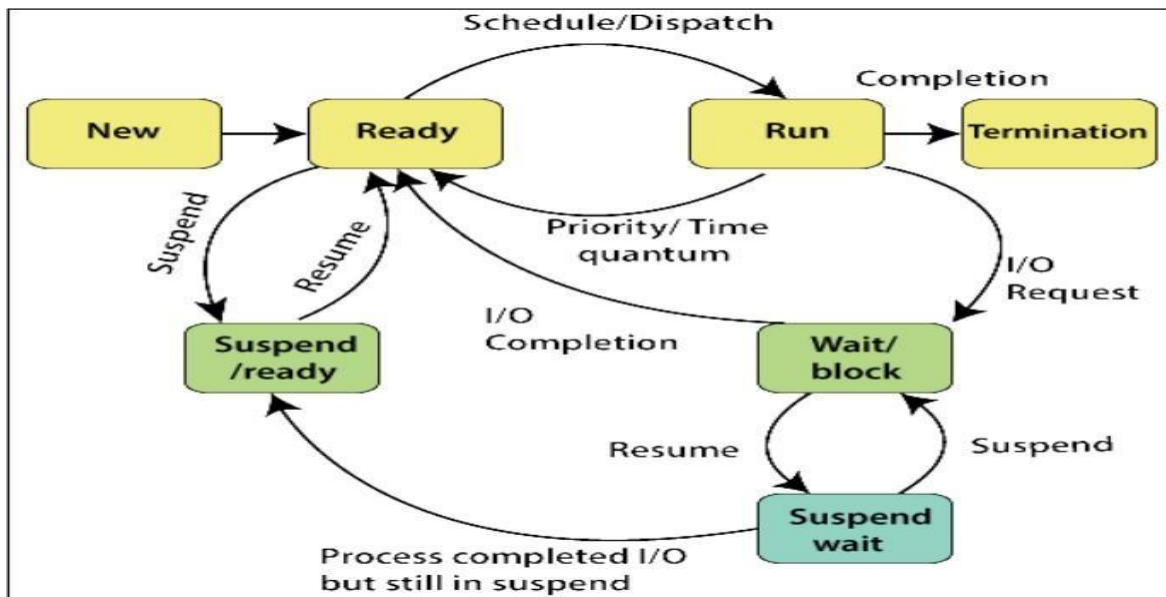 Schedule/Dispatch
Completion
New
Ready
Run
Termination
Suspend
Resume
Priority/ Time
quantum
I/O
Request
I/O
Completion
Suspend
/ready
Wait/
block
Resume
Suspend
Suspend
wait
Process completed I/O
but still in suspend